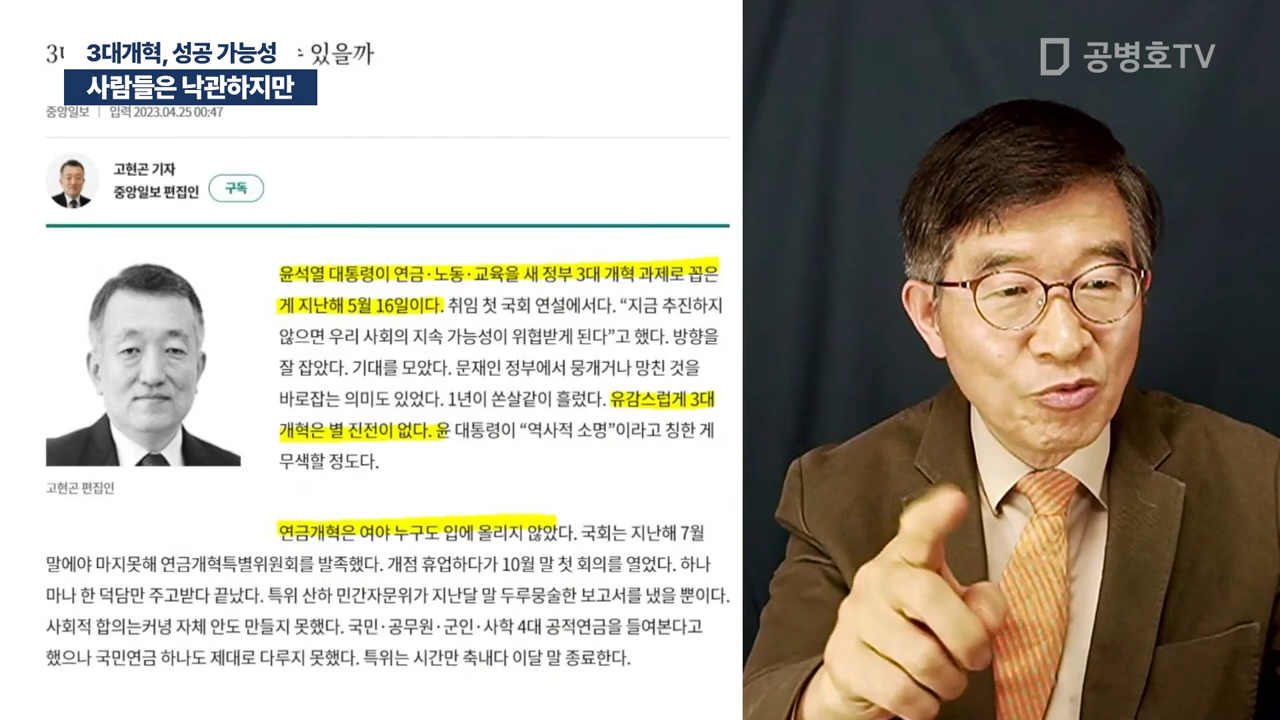 3대개혁, 성공 가능성
있을까
사람들은 낙관하지만
중앙일보 | 입력 2023.04.25 00:47
공병호TV
고현곤 기자
중앙일보 편집인
구독
윤석열 대통령이 연금·노동·교육을 새 정부 3대 개혁 과제로 꼽은
게 지난해 5월 16일이다. 취임 첫 국회 연설에서다. “지금 추진하지
않으면 우리 사회의 지속 가능성이 위협받게 된다”고 했다. 방향을
잘 잡았다. 기대를 모았다. 문재인 정부에서 뭉개거나 망친 것을
바로잡는 의미도 있었다. 1년이 쏜살같이 흘렀다. 유감스럽게 3대
개혁은 별 진전이 없다. 윤 대통령이 “역사적 소명”이라고 칭한 게
무색할 정도다.
고현곤 편집인
연금개혁은 여야 누구도 입에 올리지 않았다. 국회는 지난해 7월
말에야 마지못해 연금개혁특별위원회를 발족했다. 개점 휴업하다가 10월 말 첫 회의를 열었다. 하나
마나 한 덕담만 주고받다 끝났다. 특위 산하 민간자문위가 지난달 말 두루뭉술한 보고서를 냈을 뿐이다.
사회적 합의는커녕 자체 안도 만들지 못했다. 국민·공무원·군인·사학 4대 공적연금을 들여본다고
했으나 국민연금 하나도 제대로 다루지 못했다. 특위는 시간만 축내다 이달 말 종료한다.